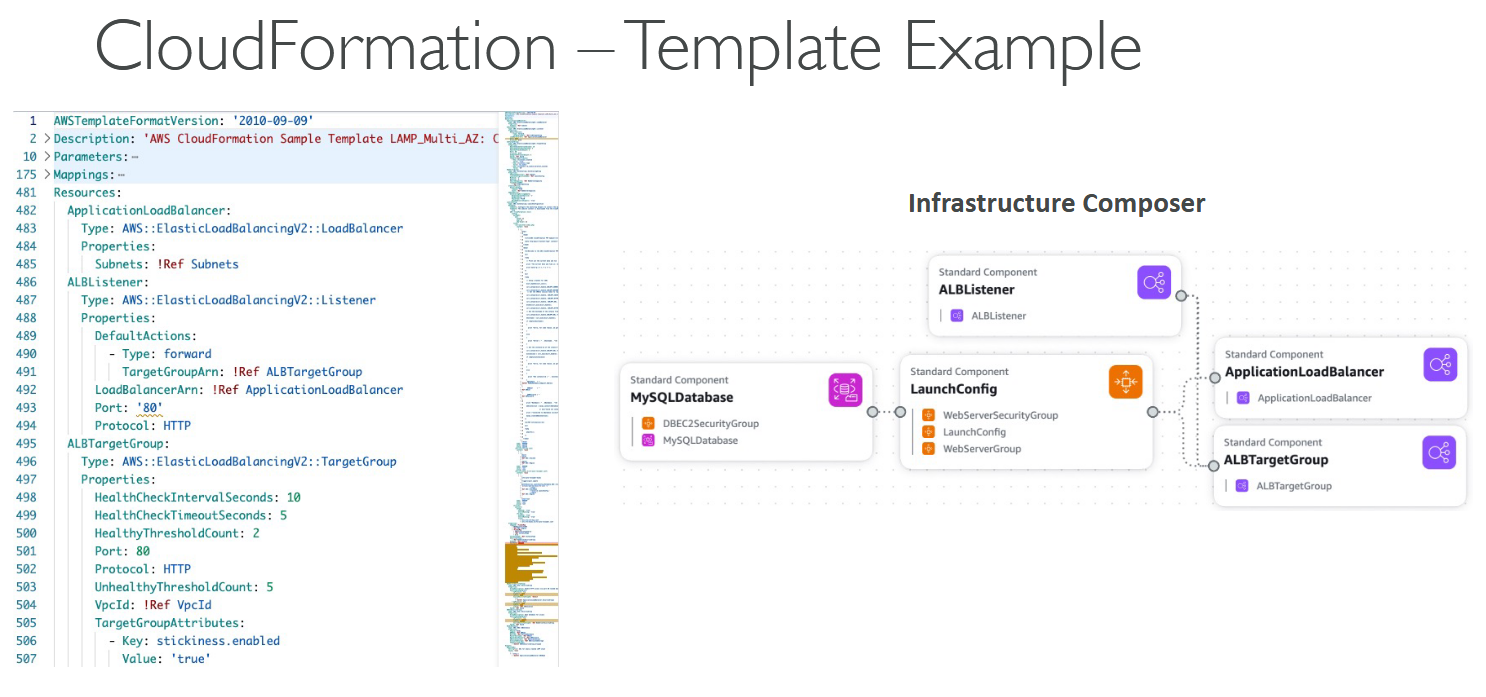 CloudFormation – Template Example
1 AWSTemplateFormatVersion: '2010-09-09'
2 Description: 'AWS CloudFormation Sample Template LAMP_Multi_AZ: C
10 Parameters:
175 Mappings:
481 Resources:
482 ApplicationLoadBalancer:
483 Type: AWS::ElasticLoadBalancingV2::LoadBalancer
484 Properties:
485 Subnets: !Ref Subnets
486 ALBListener:
487 Type: AWS::ElasticLoadBalancingV2::Listener
488 Properties:
489 DefaultActions:
490 - Type: forward
491 TargetGroupArn: !Ref ALBTargetGroup
492 LoadBalancerArn: !Ref ApplicationLoadBalancer
493 Port: '80'
494 Protocol: HTTP
495 ALBTargetGroup:
496 Type: AWS::ElasticLoadBalancingV2::TargetGroup
497 Properties:
498 HealthCheckIntervalSeconds: 10
499 HealthCheckTimeoutSeconds: 5
500 HealthyThresholdCount: 2
501 Port: 80
502 Protocol: HTTP
503 UnhealthyThresholdCount: 5
504 VpcId: !Ref VpcId
505 TargetGroupAttributes:
506 - Key: stickiness.enabled
507 Value: 'true'
Infrastructure Composer
Standard Component
ALBListener
ALBListener
Standard Component
MySQLDatabase
DBEC2SecurityGroup
MySQLDatabase
Standard Component
LaunchConfig
WebServerSecurityGroup
LaunchConfig
WebServerGroup
Standard Component
ApplicationLoadBalancer
ApplicationLoadBalancer
Standard Component
ALBTargetGroup
ALBTargetGroup